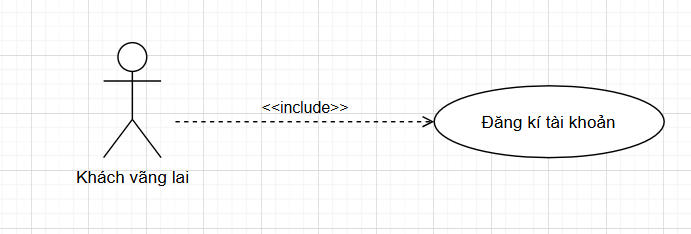 <<include>>
Đăng kí tài khoản
Khách vãng lai